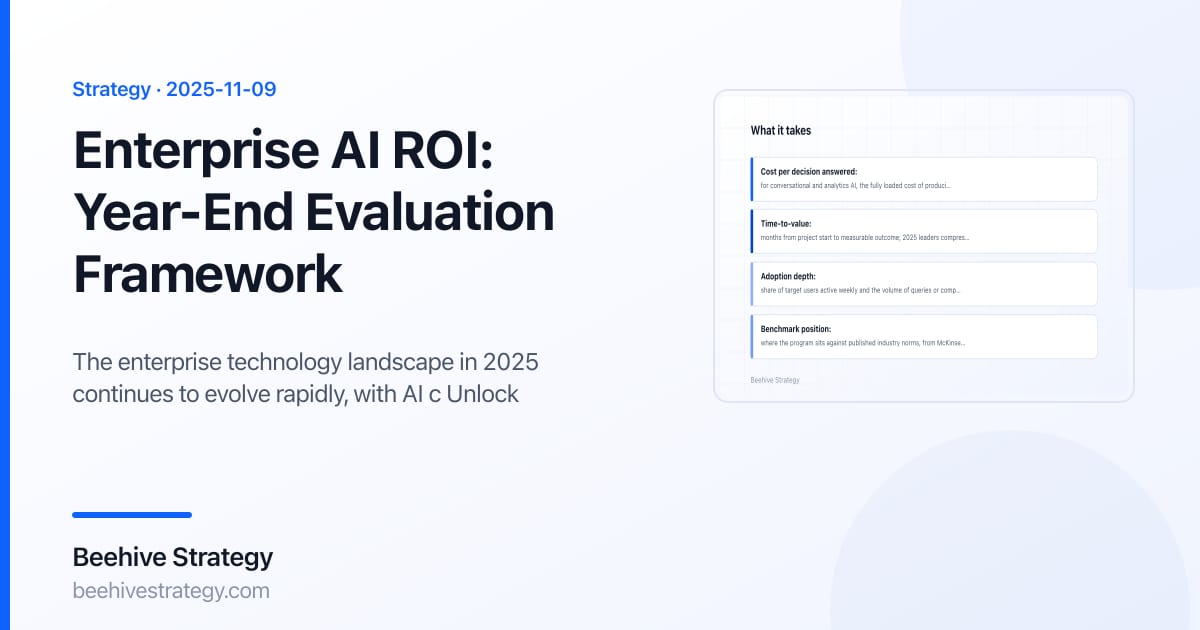 Strategy · 2025-11-09
Enterprise AI ROI:
Year-End Evaluation
Framework
The enterprise technology landscape in 2025
continues to evolve rapidly, with AI c Unlock
Beehive Strategy
beehivestrategy.com
What it takes
Cost per decision answered:
for conversational and analytics AI, the fully loaded cost of produci...
Time-to-value:
months from project start to measurable outcome; 2025 leaders compres...
Adoption depth:
share of target users active weekly and the volume of queries or comp...
Benchmark position:
where the program sits against published industry norms, from McKinse...
Beehive Strategy